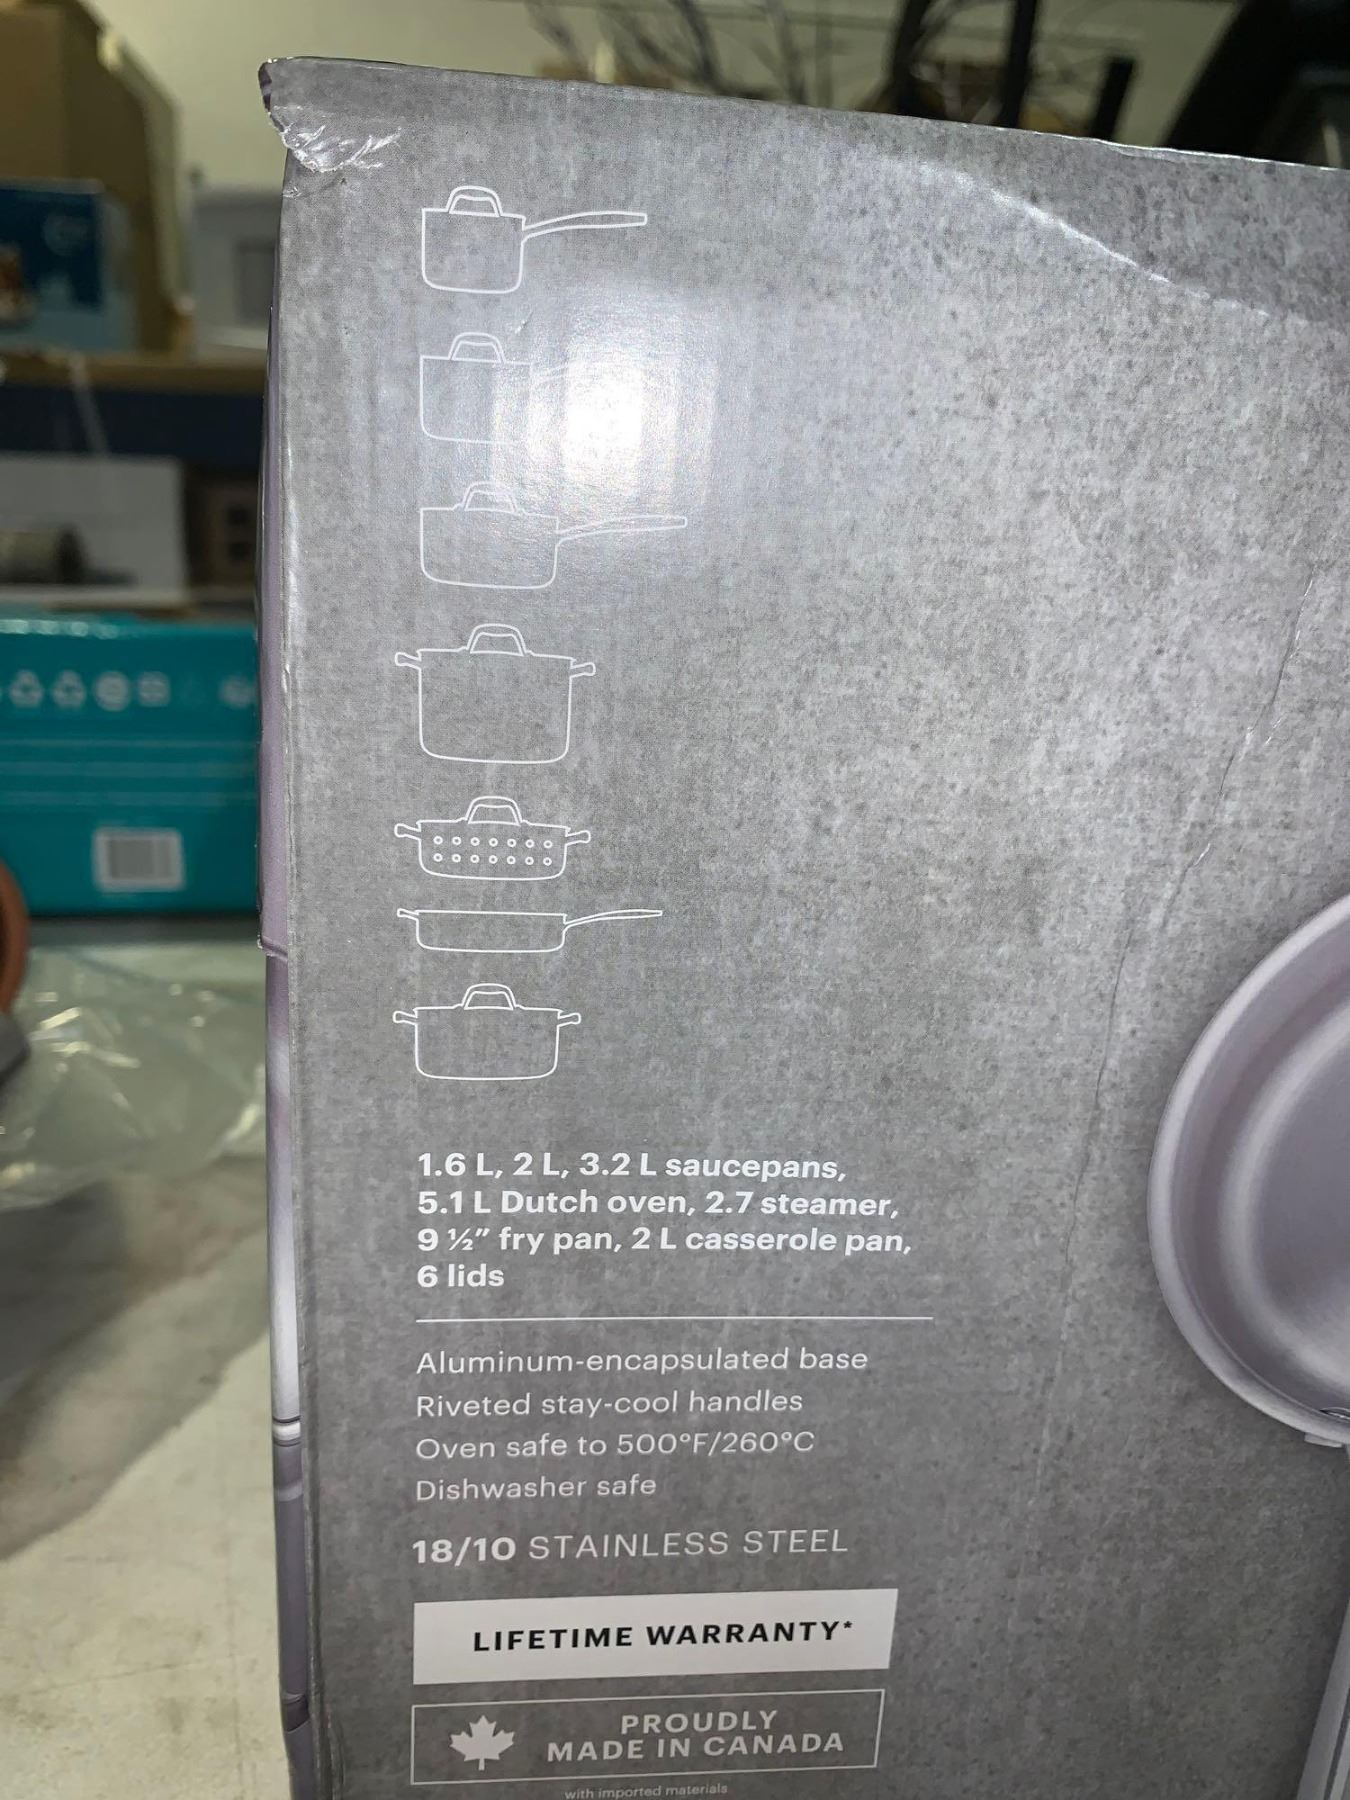 1.6 L, 2 L, 3.2 L saucepans,
5.1 L Dutch oven, 2.7 steamer,
9 ½” fry pan, 2 L casserole pan,
6 lids
Aluminum-encapsulated base
Riveted stay-cool handles
Oven safe to 500°F/260°C
Dishwasher safe
18/10 STAINLESS STEEL
LIFETIME WARRANTY*
PROUDLY
MADE IN CANADA
with imported materials